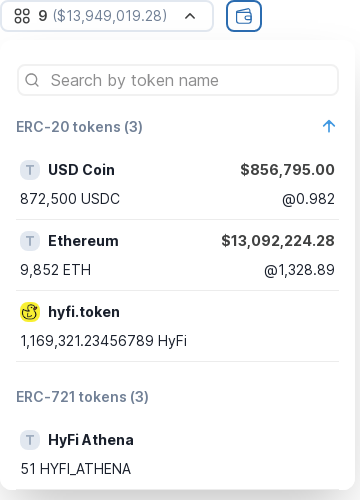 9 ($13,949,019.28)
Search by token name
ERC-20 tokens (3)
T USD Coin $856,795.00
872,500 USDC @0.982
T Ethereum $13,092,224.28
9,852 ETH @1,328.89
hyfi.token
1,169,321.23456789 HyFi
ERC-721 tokens (3)
T HyFi Athena
51 HYFI_ATHENA